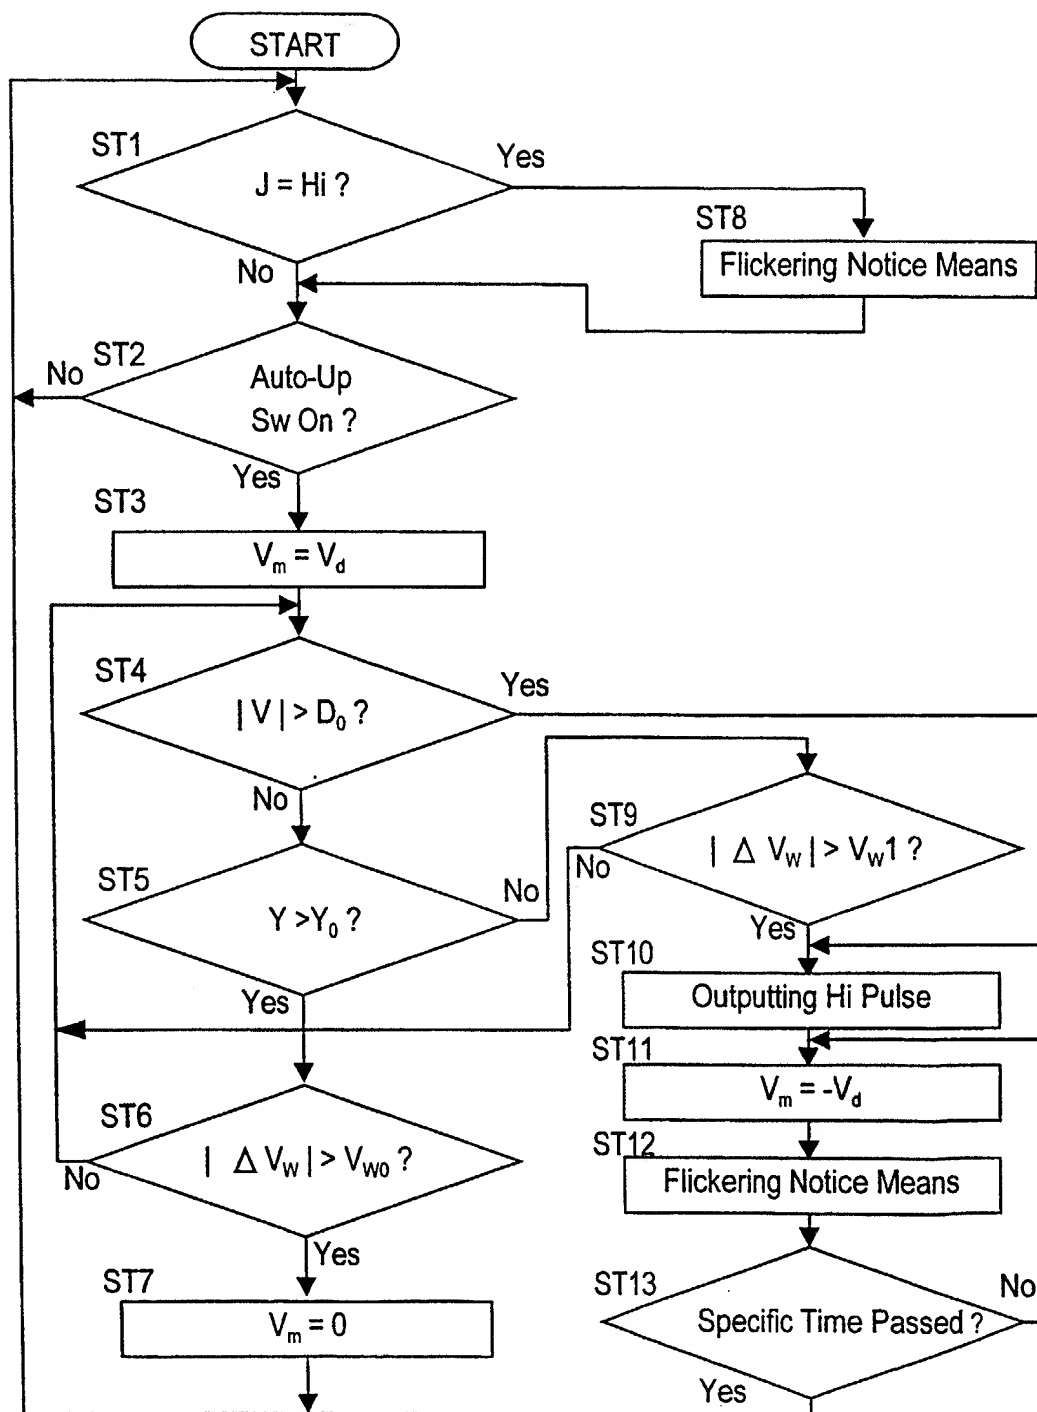 START
ST1
J = Hi ?
Yes
No
ST8
Flickering Notice Means
ST2
No
Auto-Up
Sw On ?
Yes
ST3
Vm = Vd
ST4
| V | > D0 ?
Yes
No
ST5
Y >Y0 ?
No
Yes
ST9
| Δ VW | > VW1 ?
No
Yes
ST10
Outputting Hi Pulse
ST11
Vm = -Vd
ST12
Flickering Notice Means
ST6
| Δ VW | > VW0 ?
No
Yes
ST13
Specific Time Passed ?
No
Yes
ST7
Vm = 0